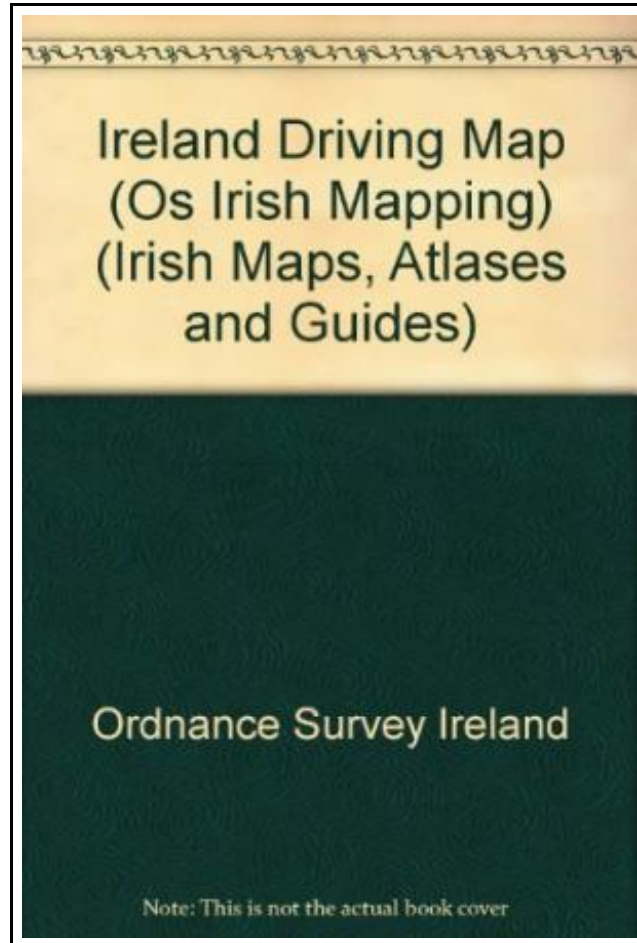 Ireland Driving Map
(Os Irish Mapping)
(Irish Maps, Atlases
and Guides)
Ordnance Survey Ireland
Note: This is not the actual book cover